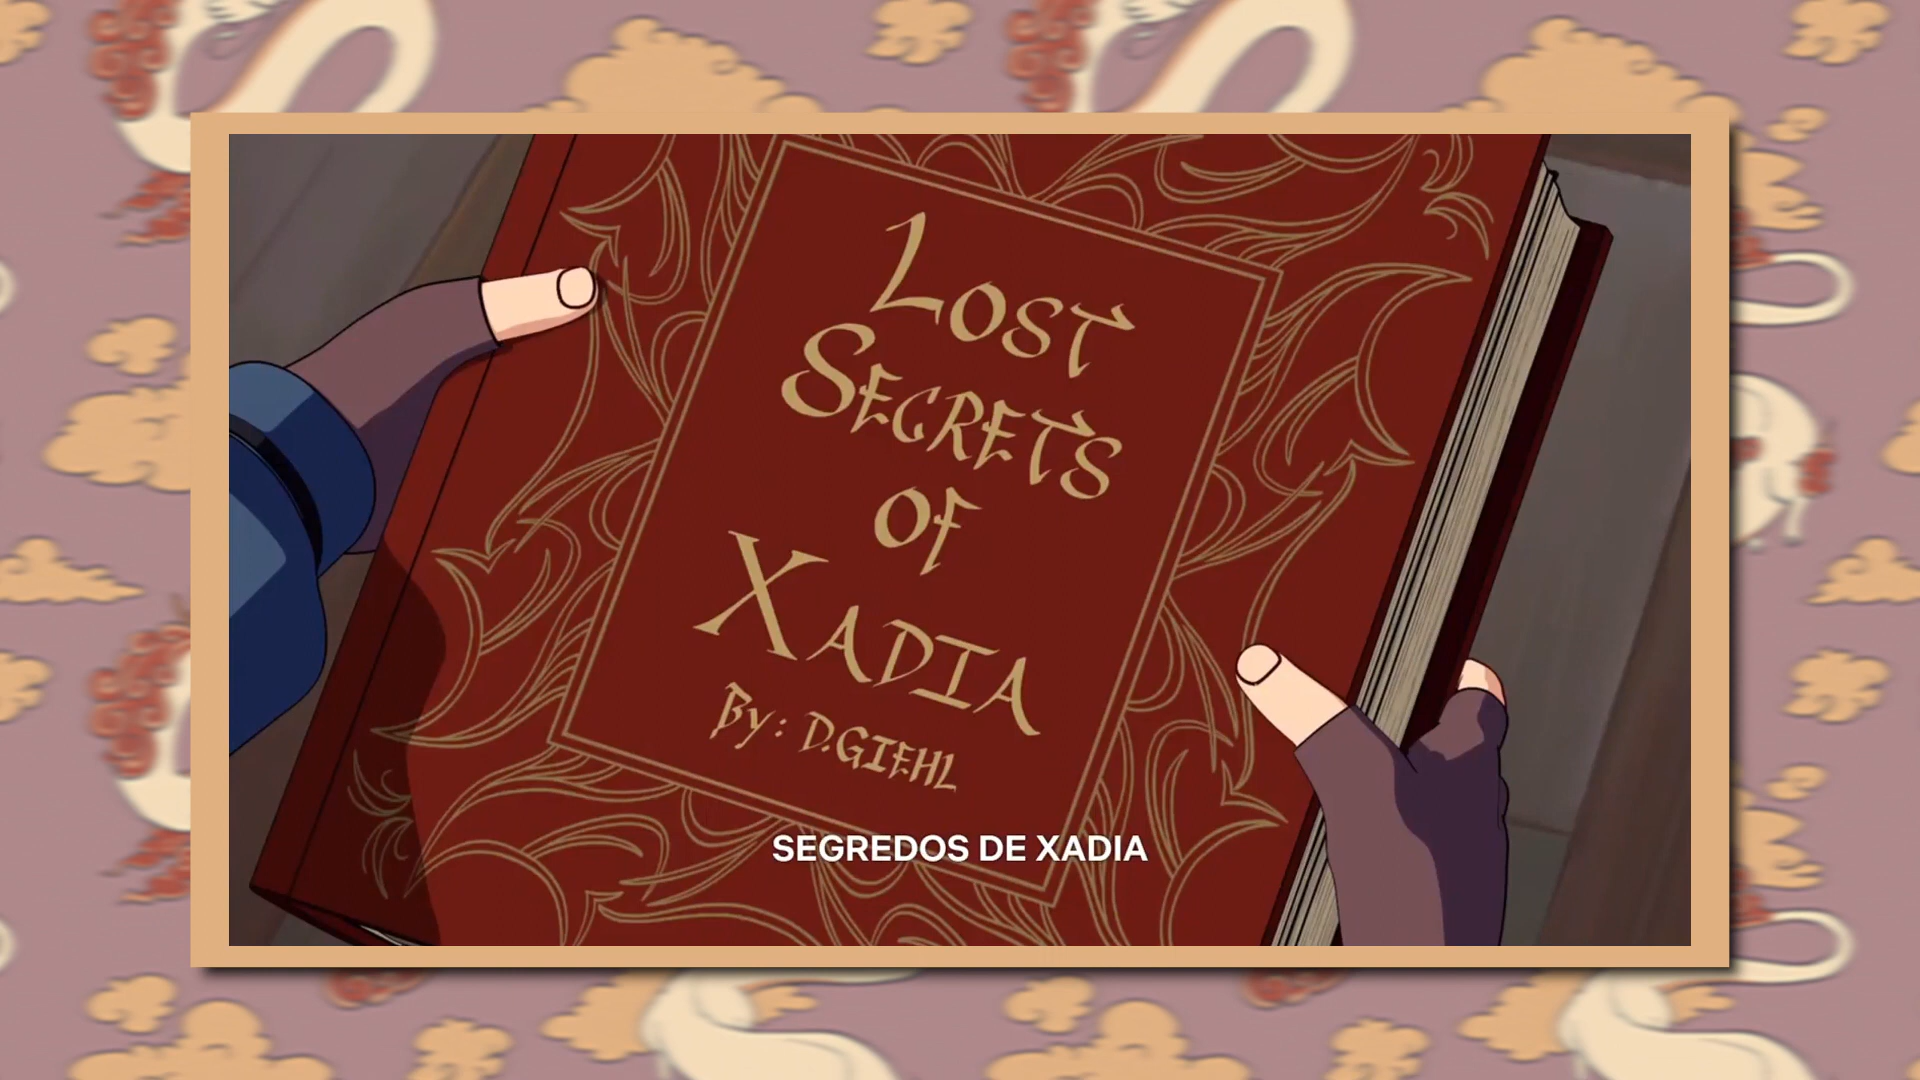 LOST
SECRETS
OF
XADIA
By: D.GIEHL
SEGREDOS DE XADIA